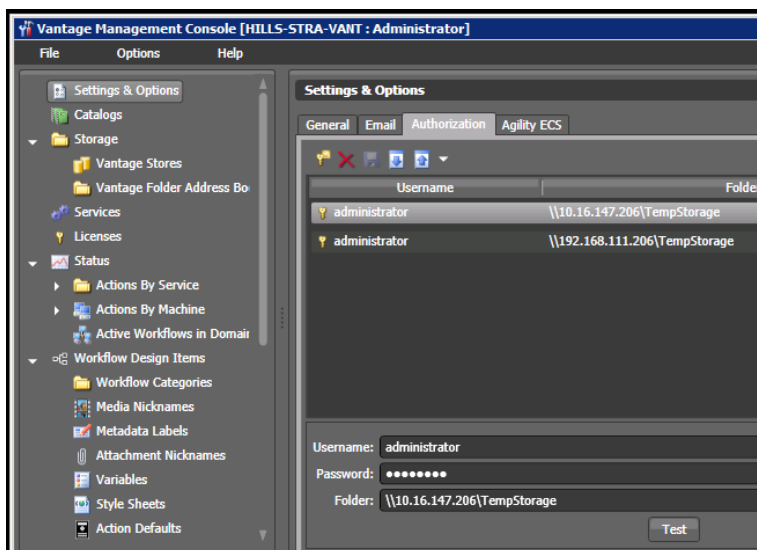 Vantage Management Console [HILLS-STRA-VANT : Administrator]
File Options Help
Settings & Options
Catalogs
Storage
Vantage Stores
Vantage Folder Address Bo
Services
Licenses
Status
Actions By Service
Actions By Machine
Active Workflows in Domain
Workflow Design Items
Workflow Categories
Media Nicknames
Metadata Labels
Attachment Nicknames
Variables
Style Sheets
Action Defaults
Settings & Options
General Email Authorization Agility ECS
Username Folde
administrator \\10.16.147.206\TempStorage
administrator \\192.168.111.206\TempStorage
Username: administrator
Password: ●●●●●●●●
Folder: \\10.16.147.206\TempStorage
Test